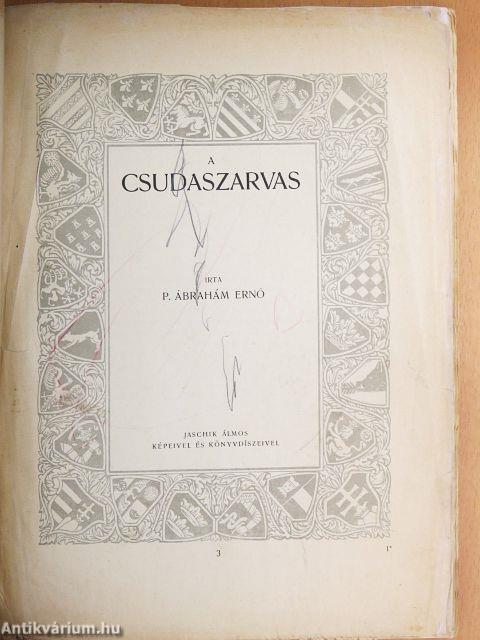 A
CSUDASZARVAS
IRTA
P. ÁBRAHÁM ERNŐ
JASCHIK ÁLMOS
KÉPEIVEL ÉS KÖNYVDÍSZEIVEL
3
1*
Antikvárium.hu